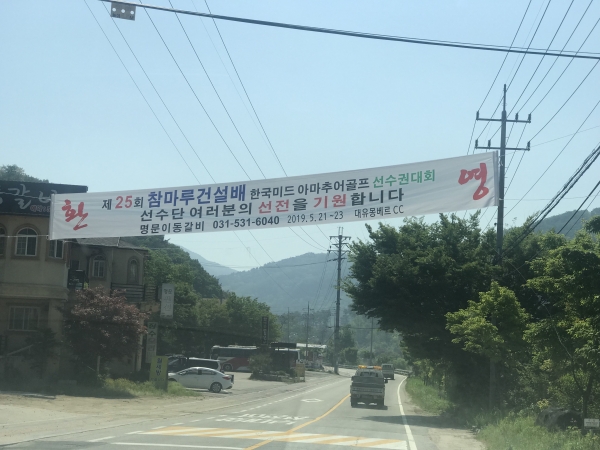 환 영
제 25회 참마루건설배 한국미드 아마추어골프 선수권대회
선수단 여러분의 선전을 기원합니다
명문이동갈비 031-531-6040 2019. 5. 21~23 대유몽베르 CC